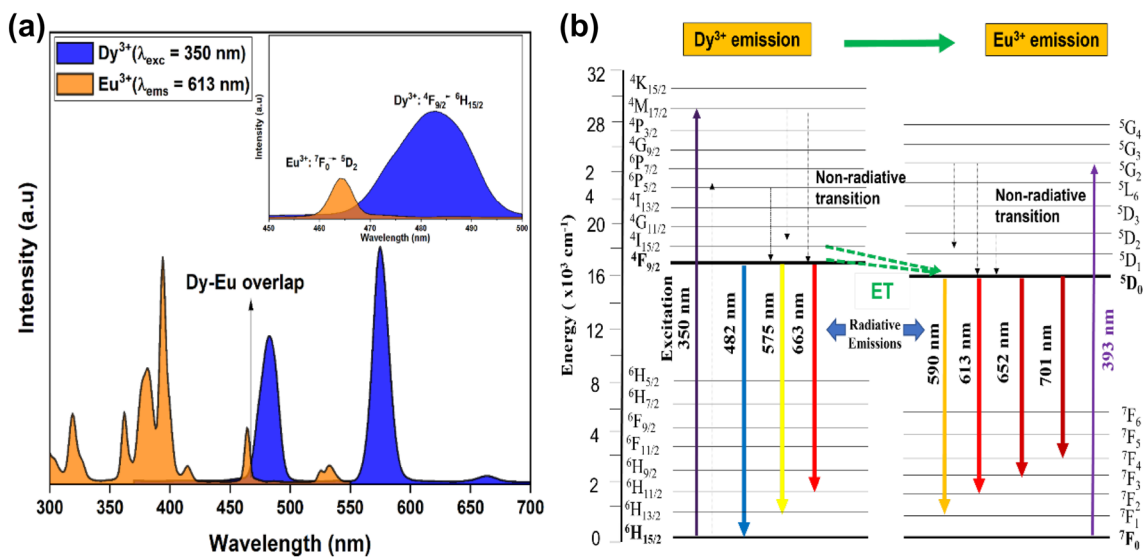 (a)
Dy³⁺(λexc = 350 nm)
Eu³⁺(λems = 613 nm)
Intensity (a.u)
Dy³⁺: ⁴F9/2 - ⁶H15/2
Eu³⁺: ⁷F0 → ⁵D2
450 460 470 480 490 500
Wavelength (nm)
Dy-Eu overlap
Intensity (a.u)
300 350 400 450 500 550 600 650 700
Wavelength (nm)
(b)
Dy³⁺ emission
Eu³⁺ emission
Energy ( x10³ cm⁻¹)
32
28
2
4
20
16
12
8
4
2
0
⁴K15/2
⁴M17/2
⁴P3/2
⁴G9/2
⁶P7/2
⁶P5/2
⁴I13/2
⁴G11/2
⁴I15/2
⁴F9/2
⁶H5/2
⁶H7/2
⁶F9/2
⁶F11/2
⁶H9/2
⁶H11/2
⁶H13/2
⁶H15/2
Excitation
350 nm
482 nm
575 nm
663 nm
Non-radiative
transition
ET
Radiative
Emissions
Non-radiative
transition
590 nm
613 nm
652 nm
701 nm
393 nm
⁵G4
⁵G3
⁵G2
⁵L6
⁵D3
⁵D2
⁵D1
⁵D0
⁷F6
⁷F5
⁷F4
⁷F3
⁷F2
⁷F1
⁷F0